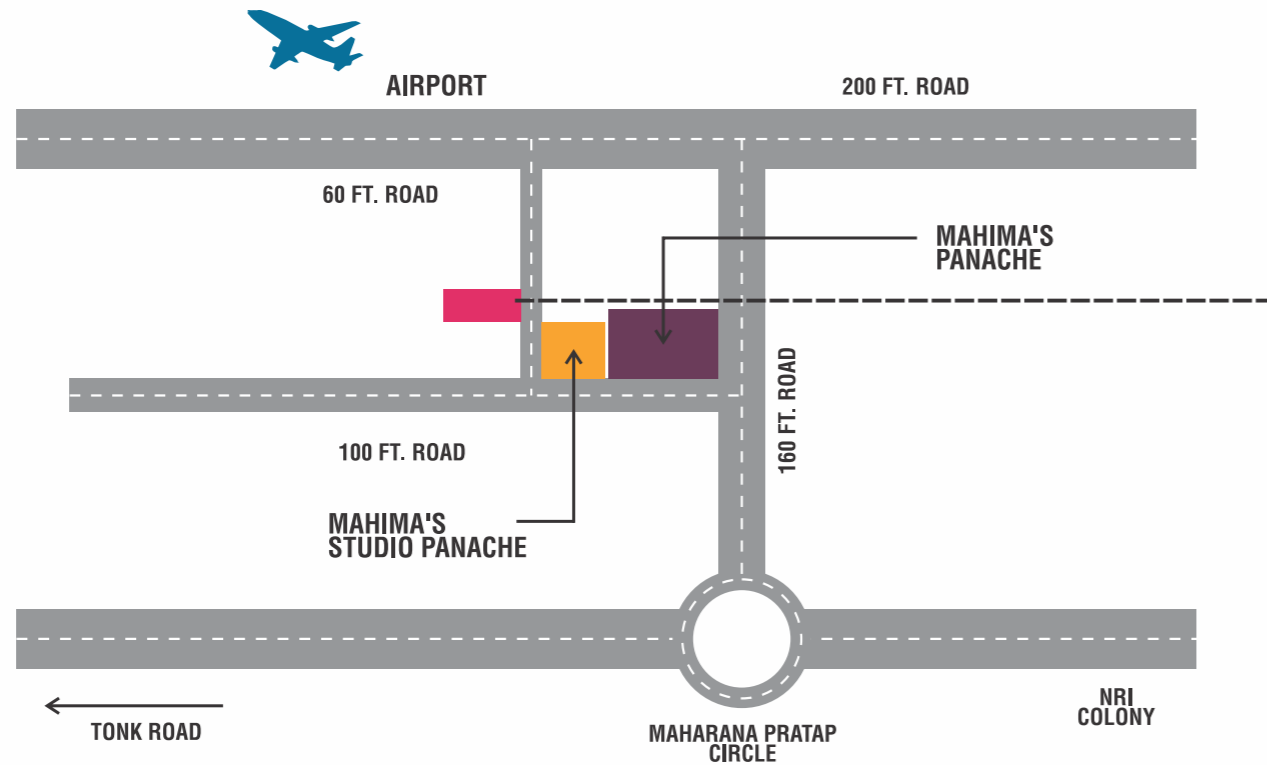 AIRPORT
200 FT. ROAD
60 FT. ROAD
MAHIMA'S
PANACHE
160 FT. ROAD
100 FT. ROAD
MAHIMA'S
STUDIO PANACHE
TONK ROAD
MAHARANA PRATAP
CIRCLE
NRI
COLONY